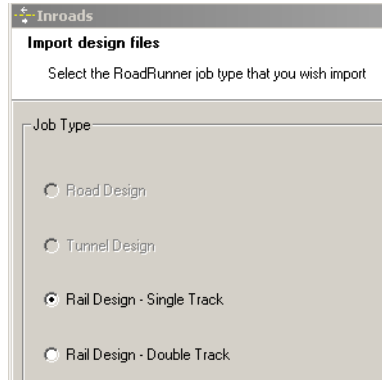 Inroads
Import design files
Select the RoadRunner job type that you wish import
Job Type
Road Design
Tunnel Design
Rail Design - Single Track
Rail Design - Double Track